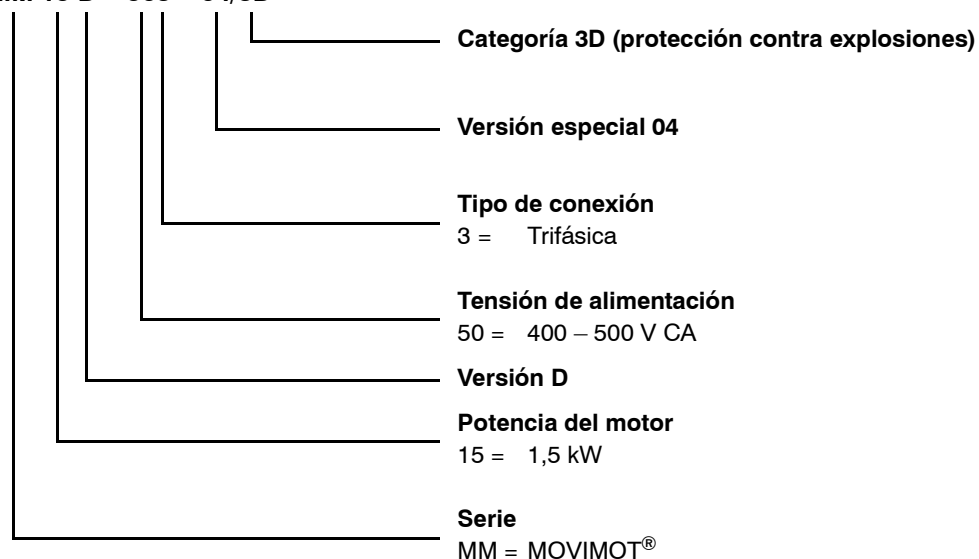 Categoría 3D (protección contra explosiones)
Versión especial 04
Tipo de conexión
3 = Trifásica
Tensión de alimentación
50 = 400 – 500 V CA
Versión D
Potencia del motor
15 = 1,5 kW
Serie
MM = MOVIMOT®